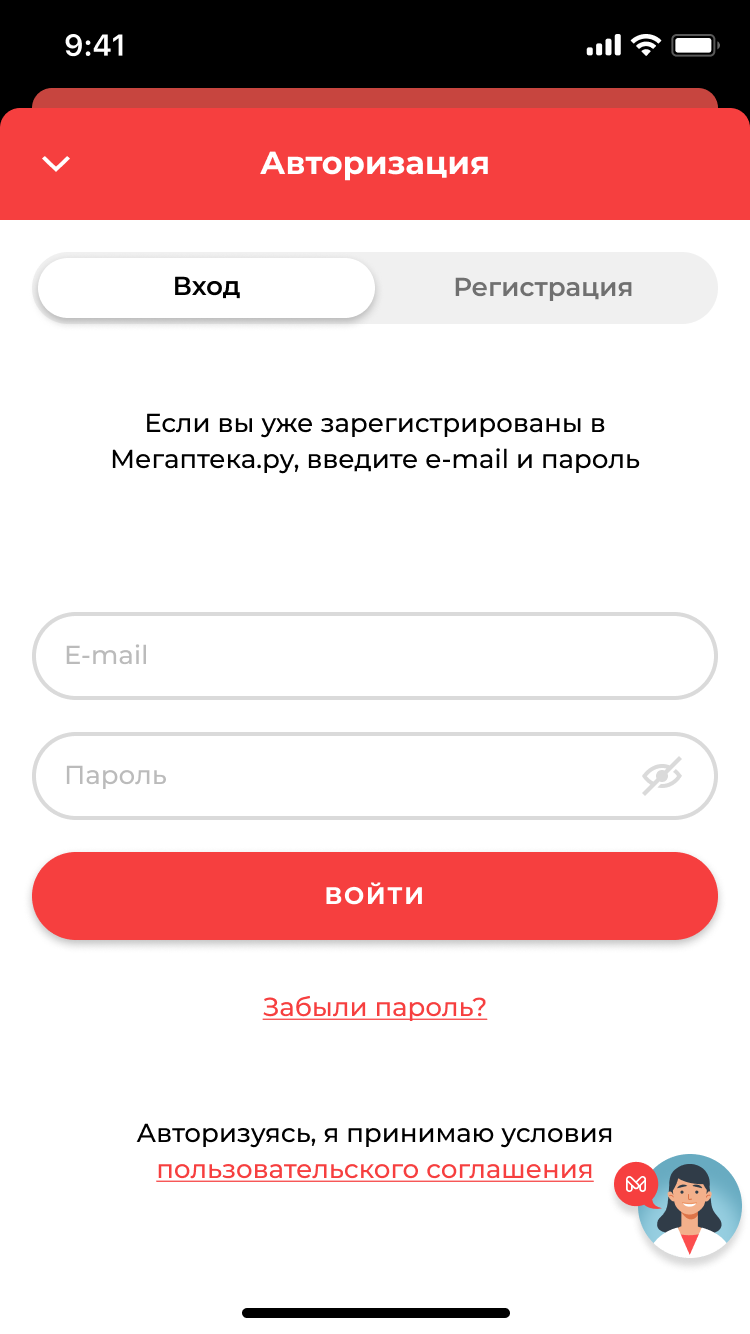 9:41
Авторизация
Вход
Регистрация
Если вы уже зарегистрированы в
Мегаптека.ру, введите e-mail и пароль
E-mail
Пароль
ВОЙТИ
Забыли пароль?
Авторизуясь, я принимаю условия
пользовательского соглашения